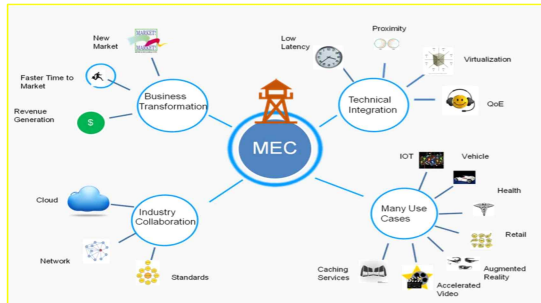 New
Market
MARKET
Faster Time to
Market
Revenue
Generation
$
Business
Transformation
Low
Latency
Proximity
Virtualization
QoE
Technical
Integration
MEC
Cloud
Network
Standards
Industry
Collaboration
IOT
Vehicle
Health
Retail
Augmented
Reality
Accelerated
Video
Caching
Services
Many Use
Cases